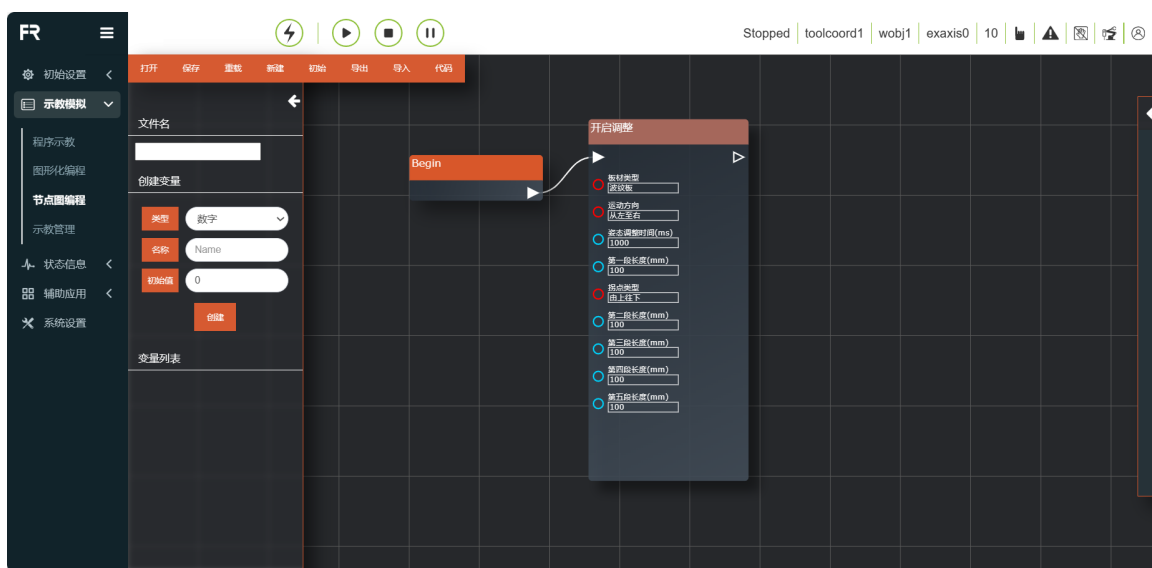 FR
Stopped toolcoord1 wobj1 exaxis0 10
初始设置
示教模拟
程序示教
图形化编程
节点图编程
示教管理
状态信息
辅助应用
系统设置
打开 保存 重载 新建 初始 导出 导入 代码
文件名
创建变量
类型 数字
名称 Name
初始值 0
创建
变量列表
Begin
开启调整
板材类型
波纹板
运动方向
从左至右
姿态调整时间(ms)
1000
第一段长度(mm)
100
拐点类型
由上往下
第二段长度(mm)
100
第三段长度(mm)
100
第四段长度(mm)
100
第五段长度(mm)
100